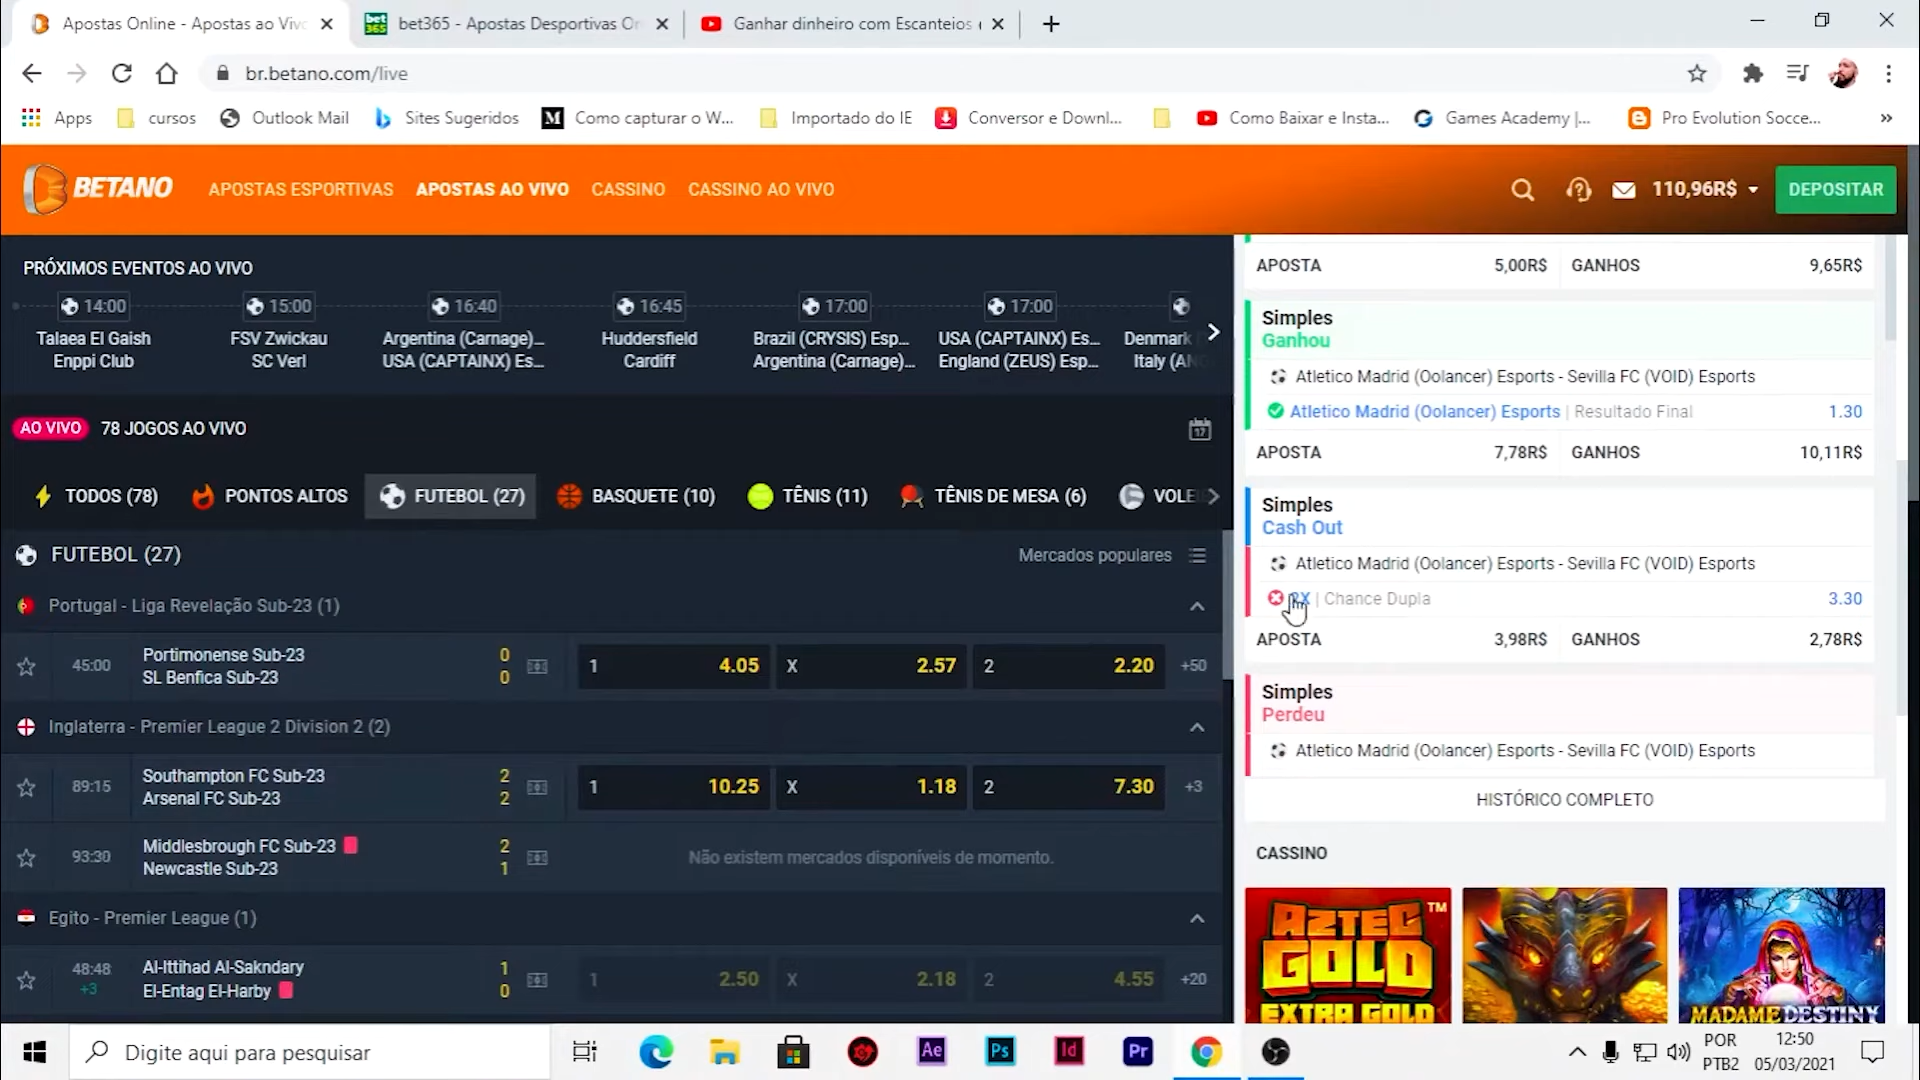 Apostas Online - Apostas ao Viv
bet365 - Apostas Desportivas On
Ganhar dinheiro com Escanteios
br.betano.com/live
Apps
cursos
Outlook Mail
Sites Sugeridos
Como capturar o W...
Importado do IE
Conversor e Downl...
Como Baixar e Insta...
Games Academy |...
Pro Evolution Socce...
BETANO
APOSTAS ESPORTIVAS
APOSTAS AO VIVO
CASSINO
CASSINO AO VIVO
110,96R$
DEPOSITAR
PRÓXIMOS EVENTOS AO VIVO
14:00
15:00
16:40
16:45
17:00
17:00
Talaea El Gaish
Enppi Club
FSV Zwickau
SC Verl
Argentina (Carnage)...
USA (CAPTAINX) Es...
Huddersfield
Cardiff
Brazil (CRYSIS) Esp...
Argentina (Carnage)...
USA (CAPTAINX) Es...
England (ZEUS) Esp...
Denmark
Italy (AN
AO VIVO
78 JOGOS AO VIVO
17
TODOS (78)
PONTOS ALTOS
FUTEBOL (27)
BASQUETE (10)
TÊNIS (11)
TÊNIS DE MESA (6)
VOLE
FUTEBOL (27)
Mercados populares
Portugal - Liga Revelação Sub-23 (1)
45:00
Portimonense Sub-23 0
SL Benfica Sub-23 0
1 4.05 X 2.57 2 2.20 +50
Inglaterra - Premier League 2 Division 2 (2)
89:15
Southampton FC Sub-23 2
Arsenal FC Sub-23 2
1 10.25 X 1.18 2 7.30 +3
93:30
Middlesbrough FC Sub-23 2
Newcastle Sub-23 1
Não existem mercados disponíveis de momento.
Egito - Premier League (1)
48:48
+3
Al-Ittihad Al-Sakndary 1
El-Entag El-Harby 0
1 2.50 X 2.18 2 4.55 +20
APOSTA 5,00R$ GANHOS 9,65R$
Simples
Ganhou
Atletico Madrid (Oolancer) Esports - Sevilla FC (VOID) Esports
Atletico Madrid (Oolancer) Esports | Resultado Final 1.30
APOSTA 7,78R$ GANHOS 10,11R$
Simples
Cash Out
Atletico Madrid (Oolancer) Esports - Sevilla FC (VOID) Esports
X | Chance Dupla 3.30
APOSTA 3,98R$ GANHOS 2,78R$
Simples
Perdeu
Atletico Madrid (Oolancer) Esports - Sevilla FC (VOID) Esports
HISTÓRICO COMPLETO
CASSINO
AZTEC GOLD™
EXTRA GOLD
MADAME DESTINY
Digite aqui para pesquisar
Ae
Ps
Id
Pr
POR
PTB2
12:50
05/03/2021